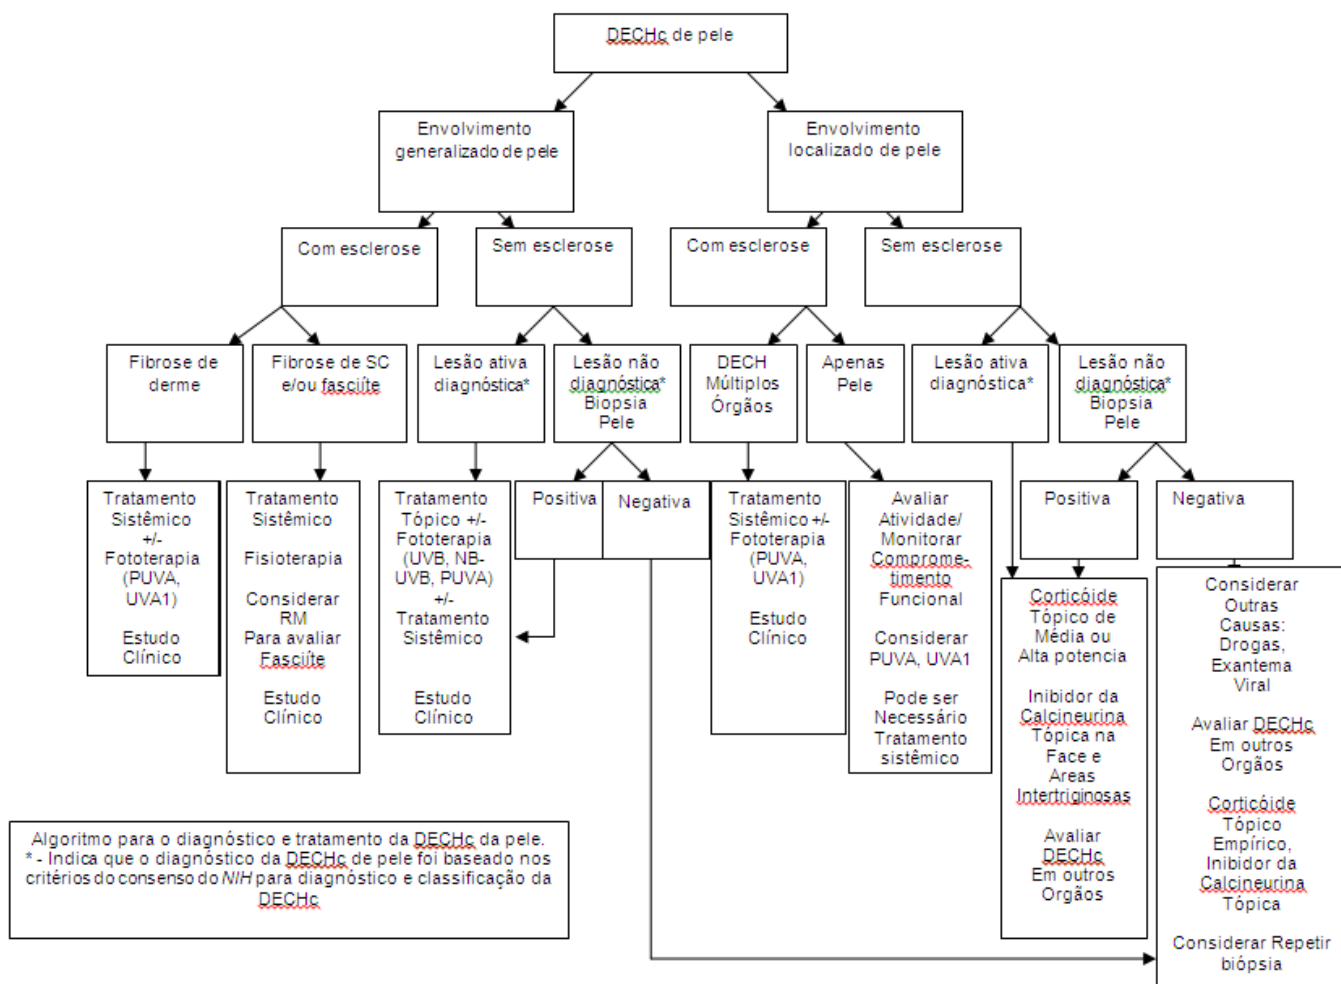 DECHc de pele
Envolvimento
generalizado de pele
Envolvimento
localizado de pele
Com esclerose
Sem esclerose
Com esclerose
Sem esclerose
Fibrose de
derme
Fibrose de SC
e/ou fasciíte
Lesão ativa
diagnóstica*
Lesão não
diagnóstica*
Biopsia
Pele
DECH
Múltiplos
Órgãos
Apenas
Pele
Lesão ativa
diagnóstica*
Lesão não
diagnóstica*
Biopsia
Pele
Tratamento
Sistêmico
+/-
Fototerapia
(PUVA,
UVA1)
Estudo
Clínico
Tratamento
Sistêmico
Fisioterapia
Considerar
RM
Para avaliar
Fasciíte
Estudo
Clínico
Tratamento
Tópico +/-
Fototerapia
(UVB, NB-
UVB, PUVA)
+/-
Tratamento
Sistêmico
Estudo
Clínico
Positiva
Negativa
Tratamento
Sistêmico +/-
Fototerapia
(PUVA,
UVA1)
Estudo
Clínico
Avaliar
Atividade/
Monitorar
Comprome-
timento
Funcional
Considerar
PUVA, UVA1
Pode ser
Necessário
Tratamento
sistêmico
Positiva
Negativa
Corticóide
Tópico de
Média ou
Alta potencia
Inibidor da
Calcineurina
Tópica na
Face e
Areas
Intertriginosas
Avaliar
DECHc
Em outros
Orgãos
Considerar
Outras
Causas:
Drogas,
Exantema
Viral
Avaliar DECHc
Em outros
Orgãos
Corticóide
Tópico
Empírico,
Inibidor da
Calcineurina
Tópica
Considerar Repetir
biópsia
Algoritmo para o diagnóstico e tratamento da DECHc da pele.
* - Indica que o diagnóstico da DECHc de pele foi baseado nos
critérios do consenso do NIH para diagnóstico e classificação da
DECHc